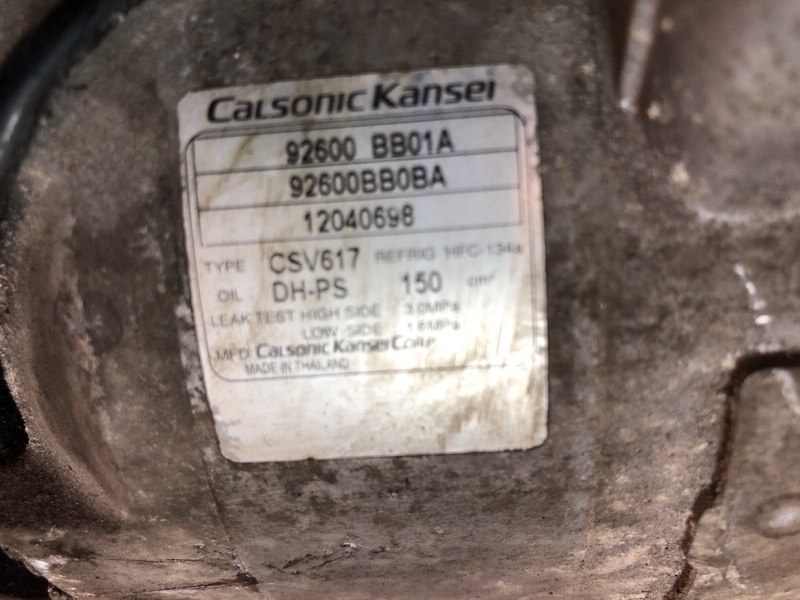 Calsonic Kansei
92600 BB01A
92600BB0BA
12040698
TYPE CSV617 REFRIG HFC-134a
OIL DH-PS 150 cm³
LEAK TEST HIGH SIDE 3.0MPa
LOW SIDE 1.6MPa
MFD Calsonic Kansei Corp.
MADE IN THAILAND